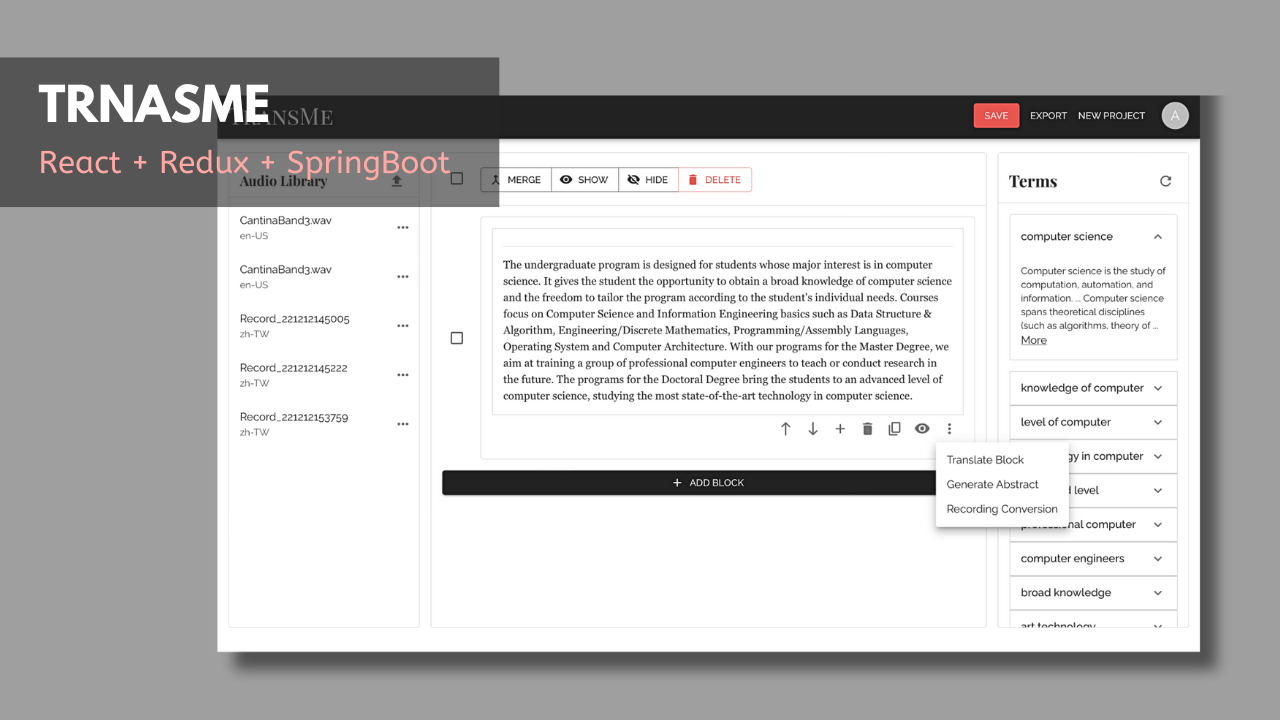 TRNASME
React + Redux + SpringBoot
TRANSME
SAVE
EXPORT
NEW PROJECT
A
Audio Library
CantinaBand3.wav
en-US
CantinaBand3.wav
en-US
Record_221212145005
zh-TW
Record_221212145222
zh-TW
Record_221212153759
zh-TW
MERGE
SHOW
HIDE
DELETE
The undergraduate program is designed for students whose major interest is in computer
science. It gives the student the opportunity to obtain a broad knowledge of computer science
and the freedom to tailor the program according to the student's individual needs. Courses
focus on Computer Science and Information Engineering basics such as Data Structure &
Algorithm, Engineering/Discrete Mathematics, Programming/Assembly Languages,
Operating System and Computer Architecture. With our programs for the Master Degree, we
aim at training a group of professional computer engineers to teach or conduct research in
the future. The programs for the Doctoral Degree bring the students to an advanced level of
computer science, studying the most state-of-the-art technology in computer science.
+ ADD BLOCK
Translate Block
Generate Abstract
Recording Conversion
Terms
computer science
Computer science is the study of
computation, automation, and
information. ... Computer science
spans theoretical disciplines
(such as algorithms, theory of ...
More
knowledge of computer
level of computer
gy in computer
level
professional computer
computer engineers
broad knowledge
art technology